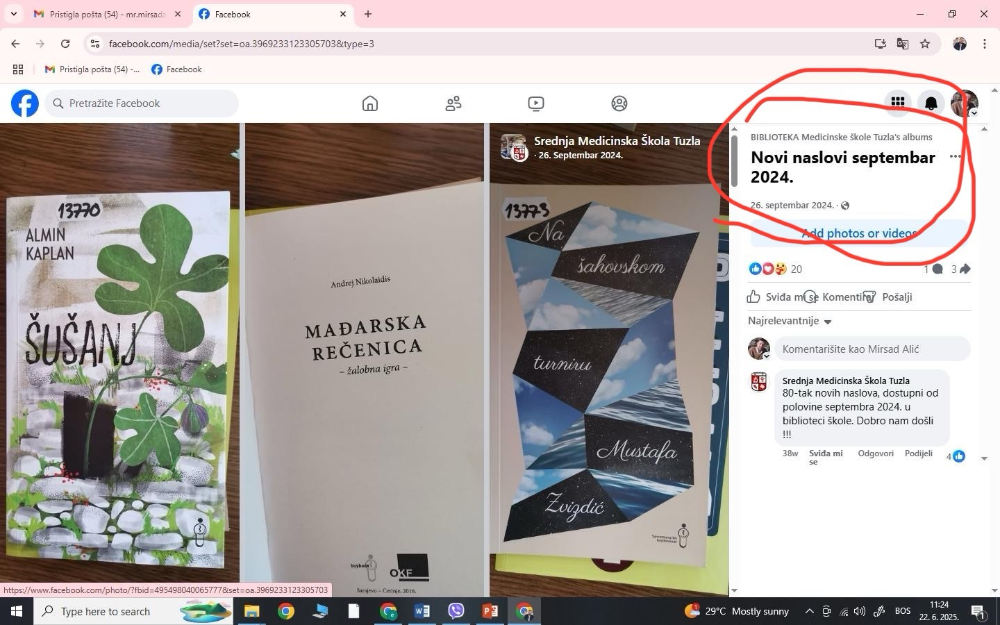 Pristigla pošta (54) - mr.mirsada
Facebook
facebook.com/media/set?set=oa.3969233123305703&type=3
Pristigla pošta (54) -...
Facebook
Pretražite Facebook
13770
ALMIN
KAPLAN
ŠUŠANJ
Andrej Nikolaidis
MAĐARSKA
REČENICA
– žalobna igra –
buybook
OKF
Sarajevo – Cetinje, 2016.
Srednja Medicinska Škola Tuzla
· 26. Septembar 2024.
13773
Na
šahovskom
turniru
Mustafa
Zvizdić
Savremena bh
književnost
BIBLIOTEKA Medicinske škole Tuzla's albums
Novi naslovi septembar
2024.
26. septembar 2024. ·
Add photos or videos
20
1
3
Sviđa mi se
Komentiraj
Pošalji
Najrelevantnije
Komentarišite kao Mirsad Alić
Srednja Medicinska Škola Tuzla
80-tak novih naslova, dostupni od
polovine septembra 2024. u
biblioteci škole. Dobro nam došli
!!!
38w
Sviđa mi
se
Odgovori
Podijeli
4
https://www.facebook.com/photo/?fbid=495498040065777&set=oa.3969233123305703
Type here to search
1
29°C Mostly sunny
BOS
11:24
22. 6. 2025.
1